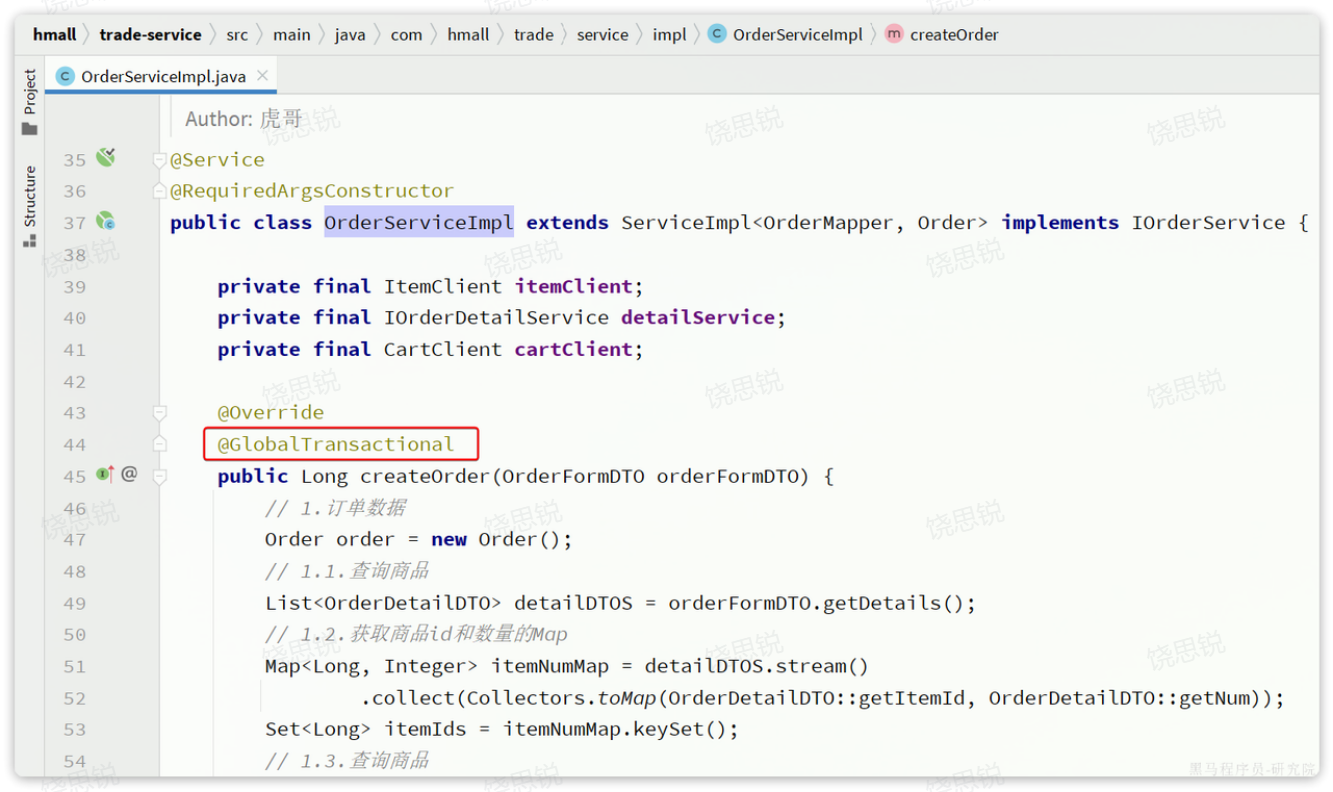 hmall trade-service src main java com hmall trade service impl OrderServiceImpl createOrder
OrderServiceImpl.java
Project
Structure
Author: 虎哥
35 @Service
36 @RequiredArgsConstructor
37 public class OrderServiceImpl extends ServiceImpl<OrderMapper, Order> implements IOrderService {
38
39 private final ItemClient itemClient;
40 private final IOrderDetailService detailService;
41 private final CartClient cartClient;
42
43 @Override
44 @GlobalTransactional
45 public Long createOrder(OrderFormDTO orderFormDTO) {
46 // 1.订单数据
47 Order order = new Order();
48 // 1.1.查询商品
49 List<OrderDetailDTO> detailDTOS = orderFormDTO.getDetails();
50 // 1.2.获取商品id和数量的Map
51 Map<Long, Integer> itemNumMap = detailDTOS.stream()
52 .collect(Collectors.toMap(OrderDetailDTO::getItemId, OrderDetailDTO::getNum));
53 Set<Long> itemIds = itemNumMap.keySet();
54 // 1.3.查询商品
饶思锐
黑马程序员-研究院